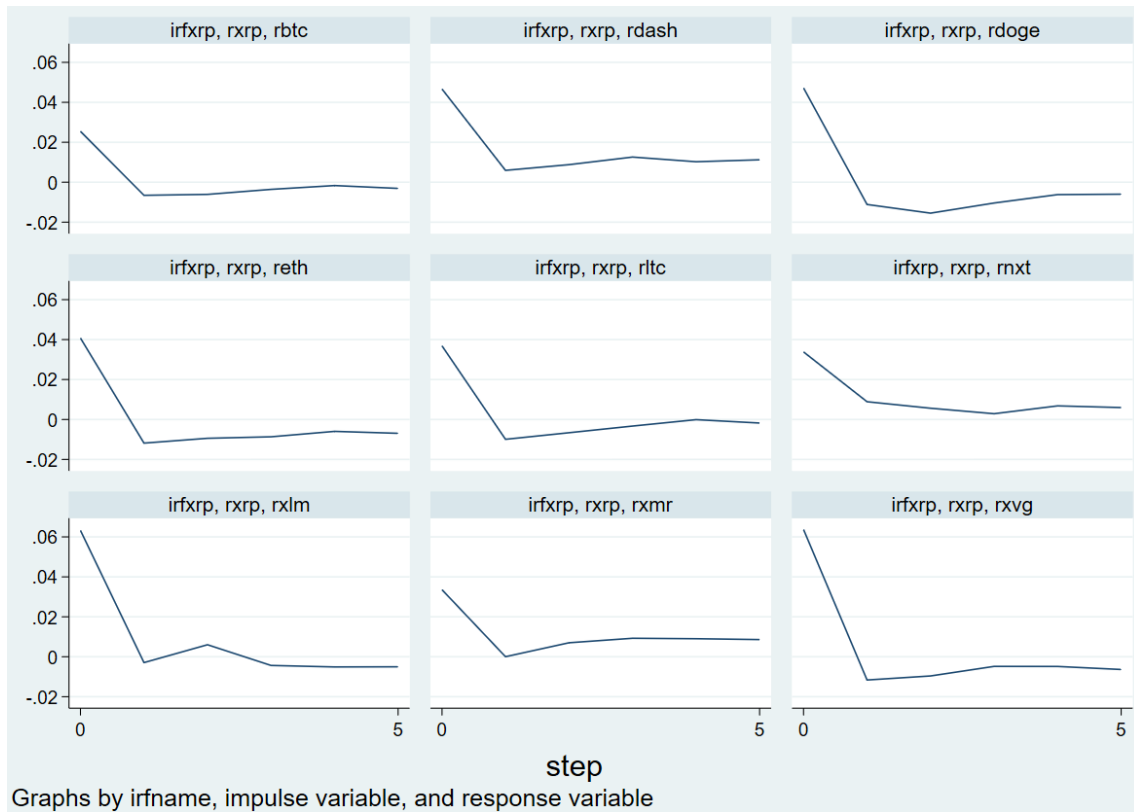 irfxrp, rxrp, rbtc
irfxrp, rxrp, rdash
irfxrp, rxrp, rdoge
.06
.04
.02
0
-.02
irfxrp, rxrp, reth
irfxrp, rxrp, rltc
irfxrp, rxrp, rnxt
.06
.04
.02
0
-.02
irfxrp, rxrp, rxlm
irfxrp, rxrp, rxmr
irfxrp, rxrp, rxvg
.06
.04
.02
0
-.02
0 5 0 5 0 5
step
Graphs by irfname, impulse variable, and response variable